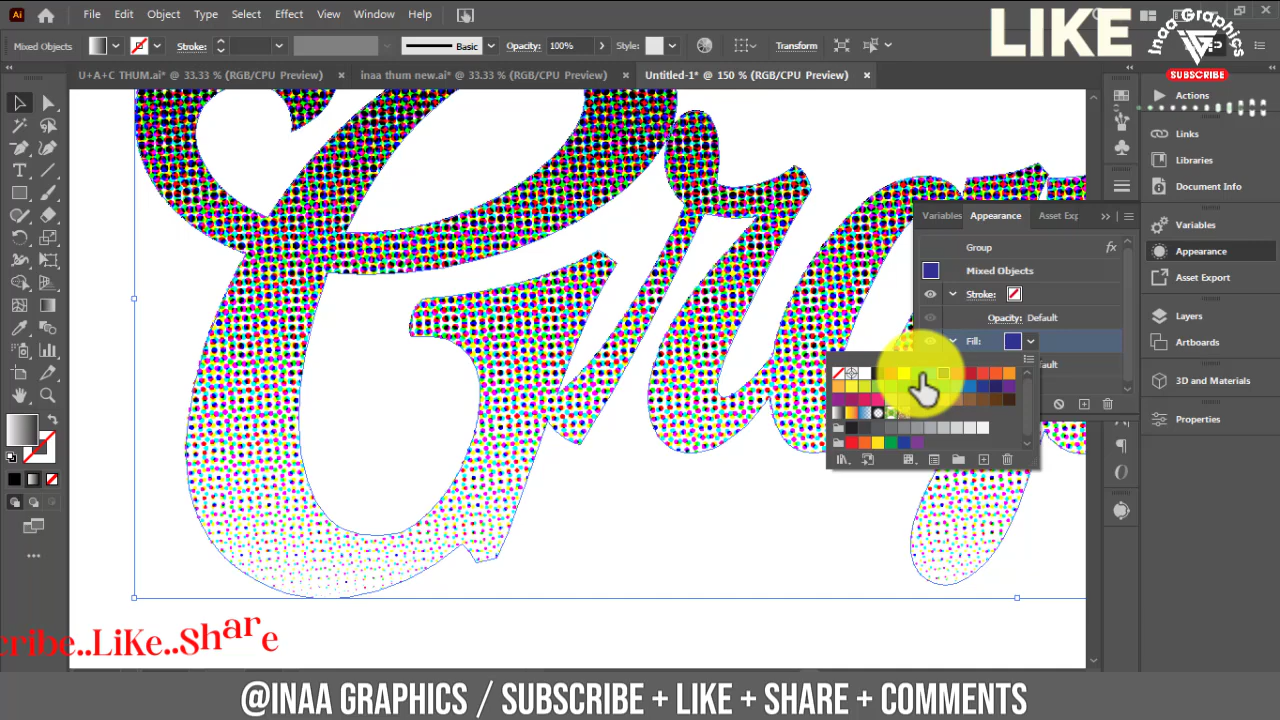 Ai File Edit Object Type Select Effect View Window Help
LIKE
Inaa Graphics
SUBSCRIBE
Mixed Objects Stroke: Basic Opacity: 100% Style: Transform
U+A+C THUM.ai* @ 33.33 % (RGB/CPU Preview) × inaa thum new.ai* @ 33.33 % (RGB/CPU Preview) × Untitled-1* @ 150 % (RGB/CPU Preview) ×
Actions
Links
Libraries
Document Info
Variables
Appearance
Asset Export
Layers
Artboards
3D and Materials
Properties
Variables Appearance Asset Exp
Group fx
Mixed Objects
Stroke:
Opacity: Default
Fill:
cribe..LiKe..Share
@INAA GRAPHICS / SUBSCRIBE + LIKE + SHARE + COMMENTS